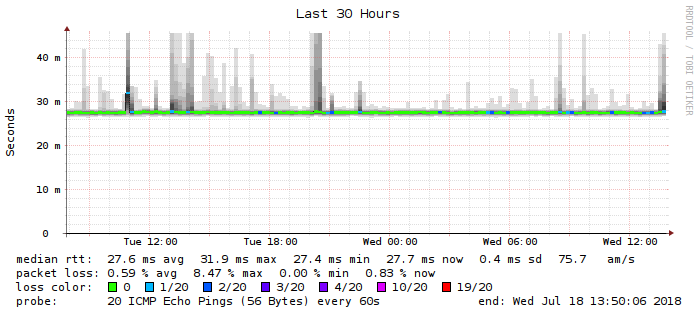 Last 30 Hours
RRDTOOL / TOBI OETIKER
Seconds
40 m
30 m
20 m
10 m
0
Tue 12:00 Tue 18:00 Wed 00:00 Wed 06:00 Wed 12:00
median rtt: 27.6 ms avg 31.9 ms max 27.4 ms min 27.7 ms now 0.4 ms sd 75.7 am/s
packet loss: 0.59 % avg 8.47 % max 0.00 % min 0.83 % now
loss color: 0 1/20 2/20 3/20 4/20 10/20 19/20
probe: 20 ICMP Echo Pings (56 Bytes) every 60s end: Wed Jul 18 13:50:06 2018